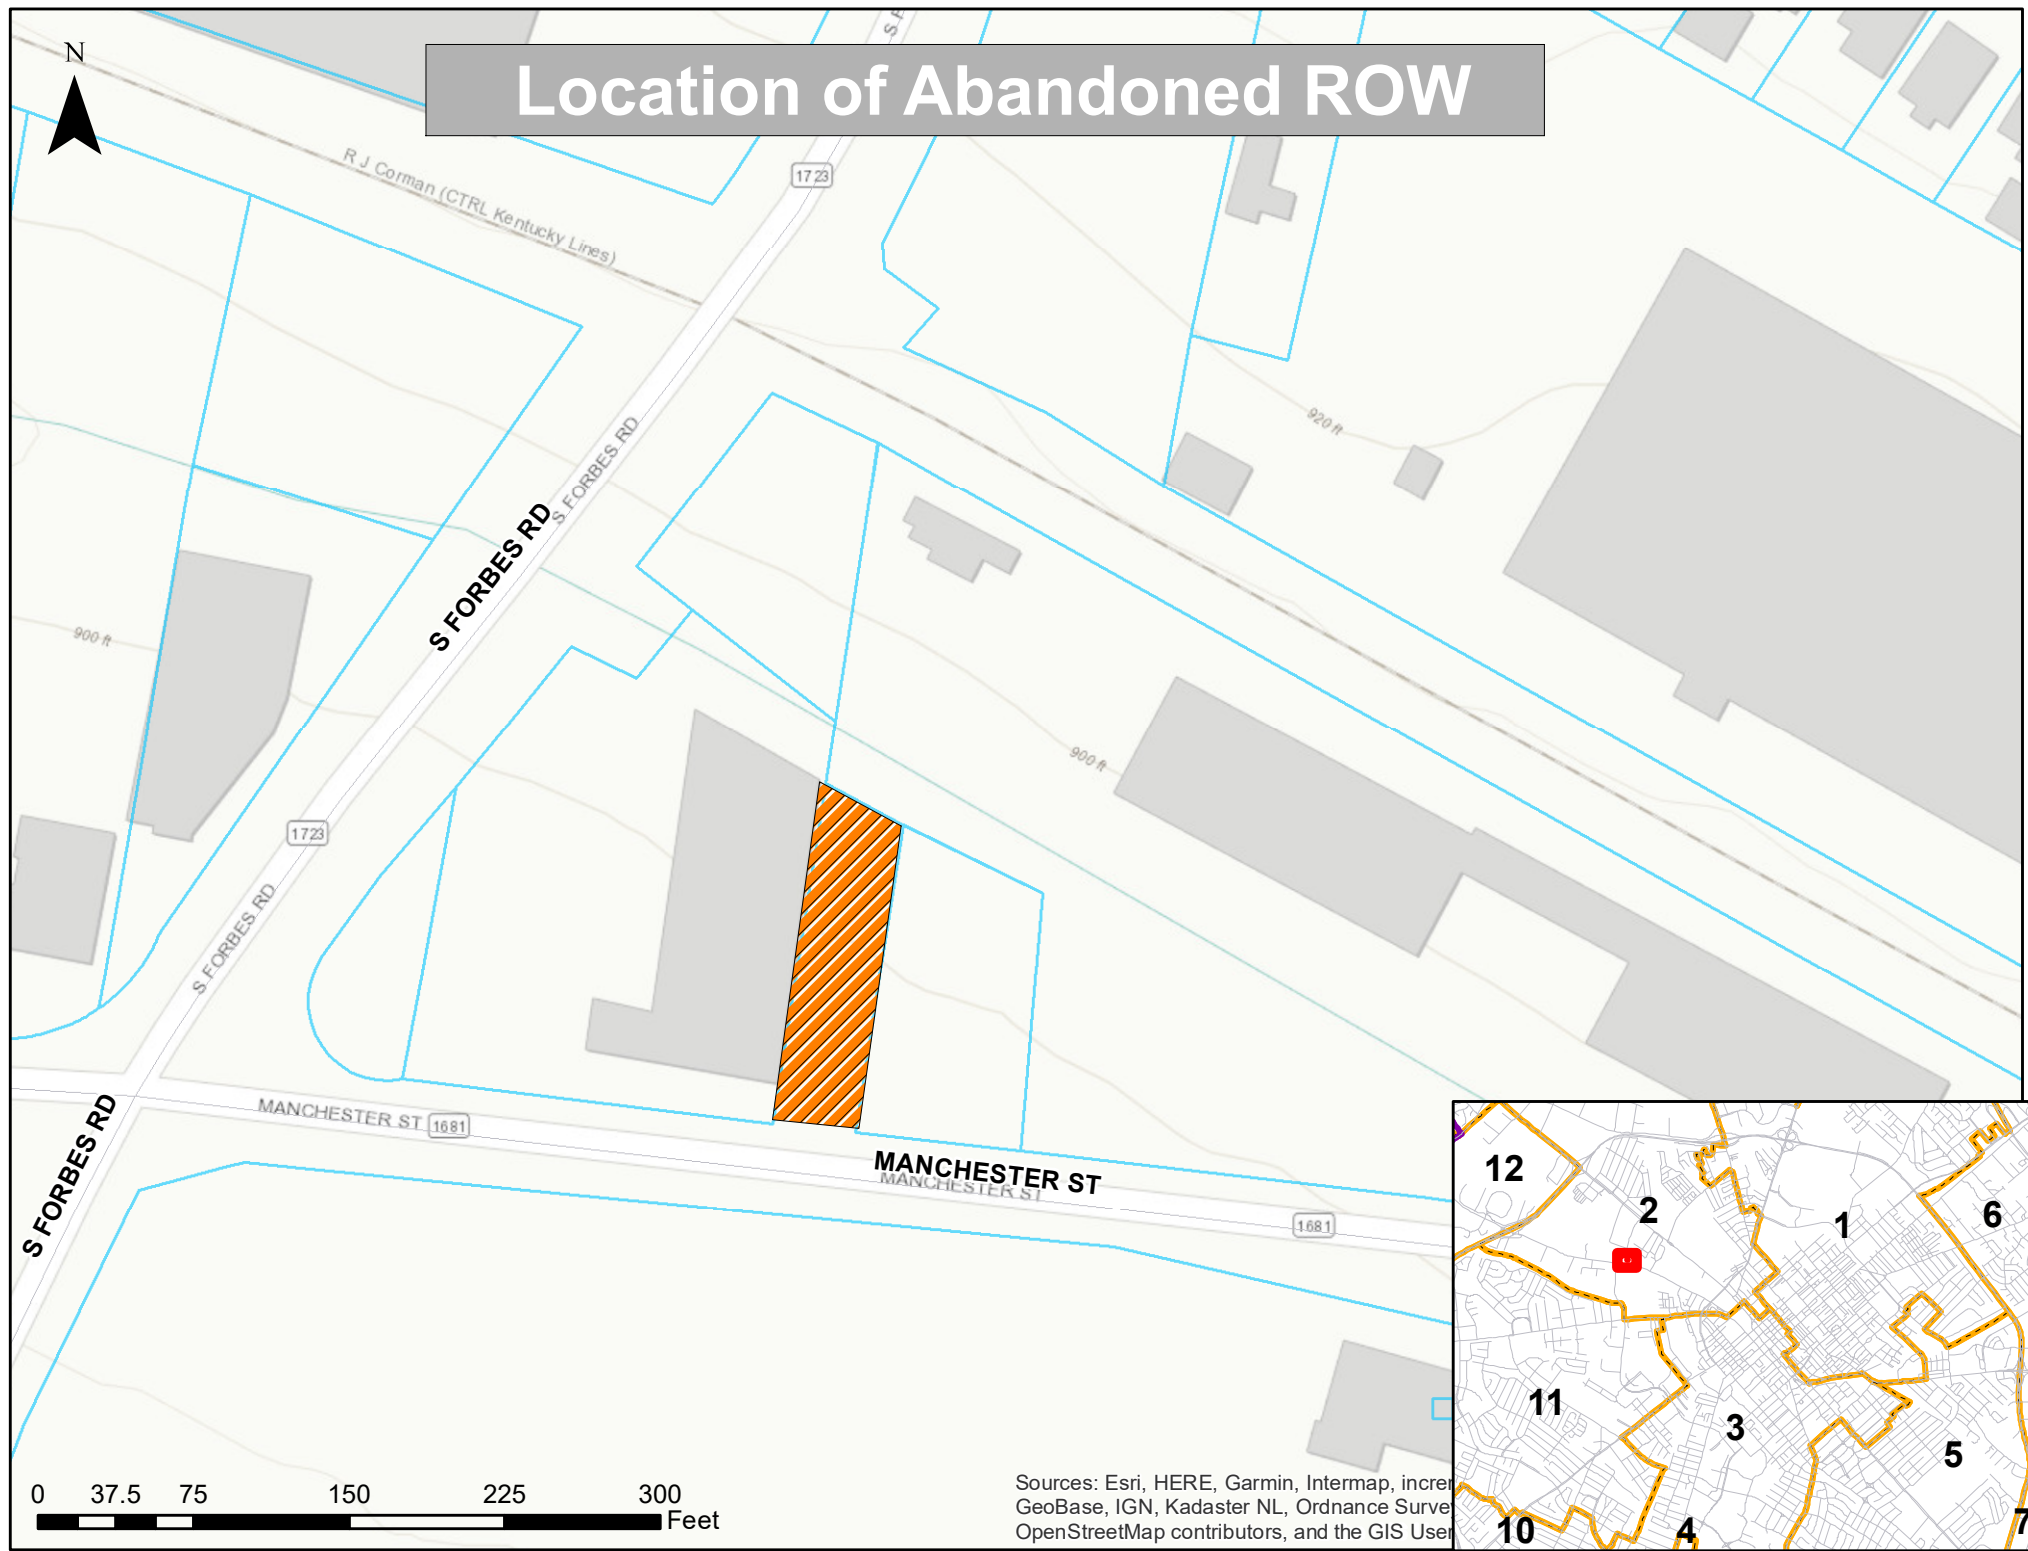 N
Location of Abandoned ROW
1723
R J Corman (CTRL Kentucky Lines)
920 ft
S FORBES RD
S FORBES RD
900 ft
900 ft
1723
S FORBES RD
MANCHESTER ST 1681
S FORBES RD
MANCHESTER ST
MANCHESTER ST
1681
12
2
1
6
11
3
5
10
4
7
0 37.5 75 150 225 300
Feet
Sources: Esri, HERE, Garmin, Intermap,
GeoBase, IGN, Kadaster NL, Ordnance
OpenStreetMap contributors, and the GIS User